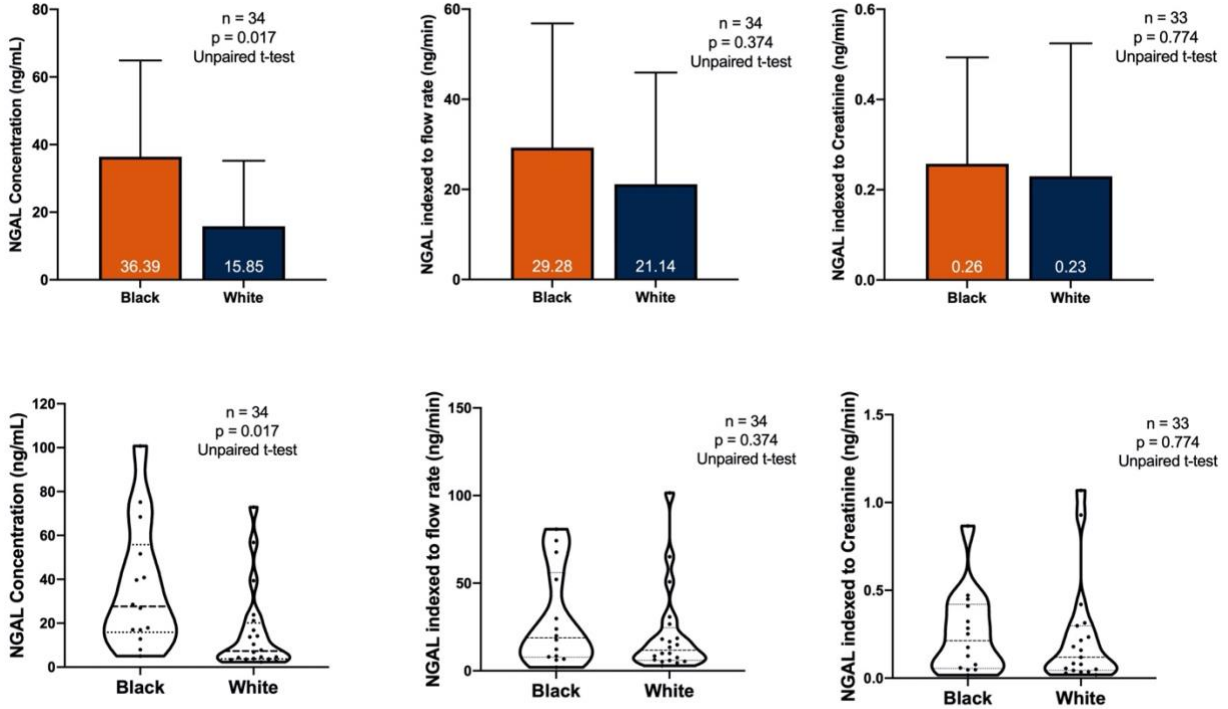 NGAL Concentration (ng/mL)
80
60
40
20
0
n = 34
p = 0.017
Unpaired t-test
36.39
15.85
Black
White
NGAL indexed to flow rate (ng/min)
60
40
20
0
n = 34
p = 0.374
Unpaired t-test
29.28
21.14
Black
White
NGAL indexed to Creatinine (ng/min)
0.6
0.4
0.2
0.0
n = 33
p = 0.774
Unpaired t-test
0.26
0.23
Black
White
NGAL Concentration (ng/mL)
120
100
80
60
40
20
0
n = 34
p = 0.017
Unpaired t-test
Black
White
NGAL indexed to flow rate (ng/min)
150
100
50
0
n = 34
p = 0.374
Unpaired t-test
Black
White
NGAL indexed to Creatinine (ng/min)
1.5
1.0
0.5
0.0
n = 33
p = 0.774
Unpaired t-test
Black
White